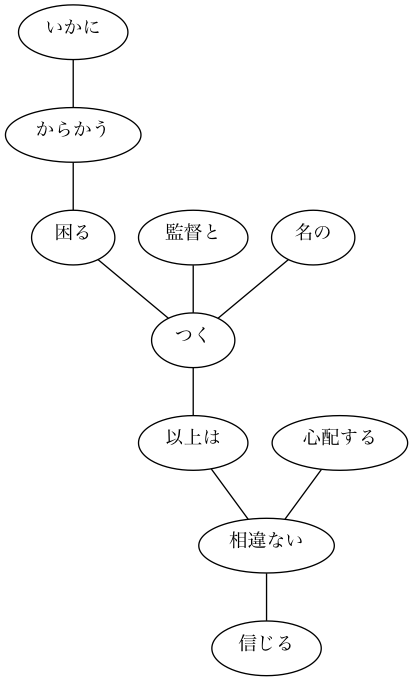 いかに
からかう
困る
監督と
名の
つく
以上は
心配する
相違ない
信じる